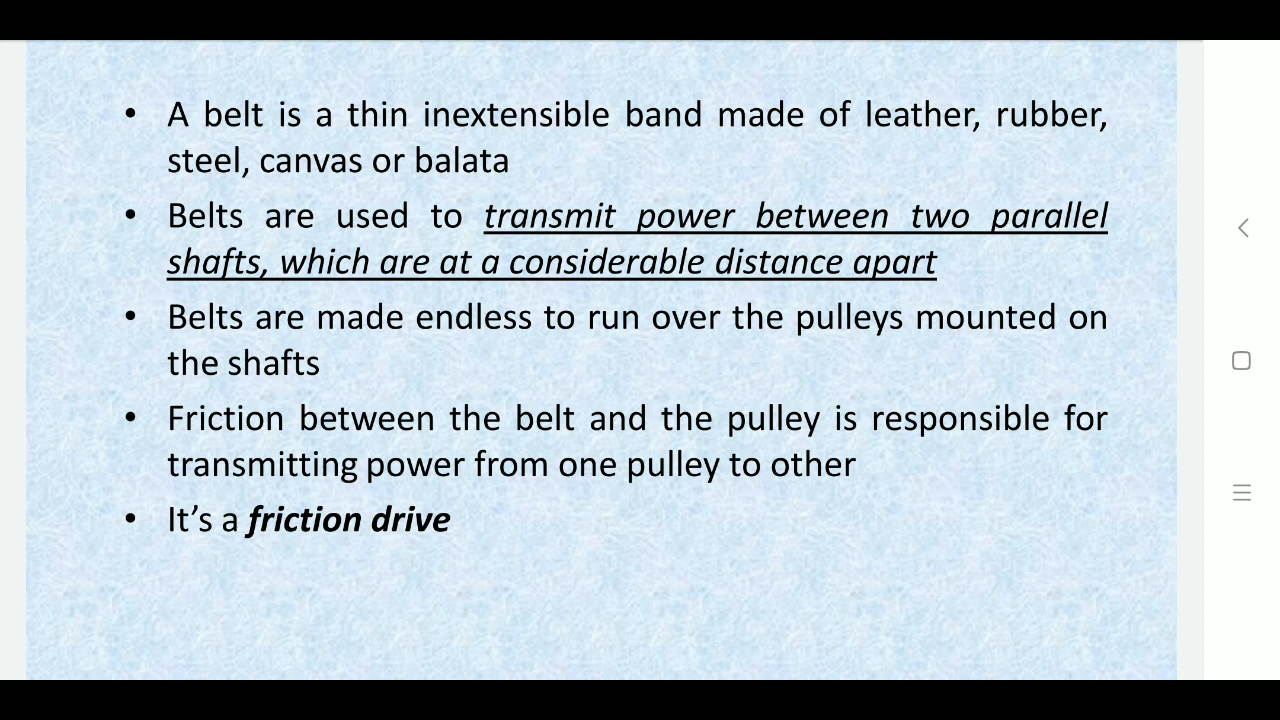 • A belt is a thin inextensible band made of leather, rubber,
steel, canvas or balata
• Belts are used to transmit power between two parallel
shafts, which are at a considerable distance apart
• Belts are made endless to run over the pulleys mounted on
the shafts
• Friction between the belt and the pulley is responsible for
transmitting power from one pulley to other
• It’s a friction drive